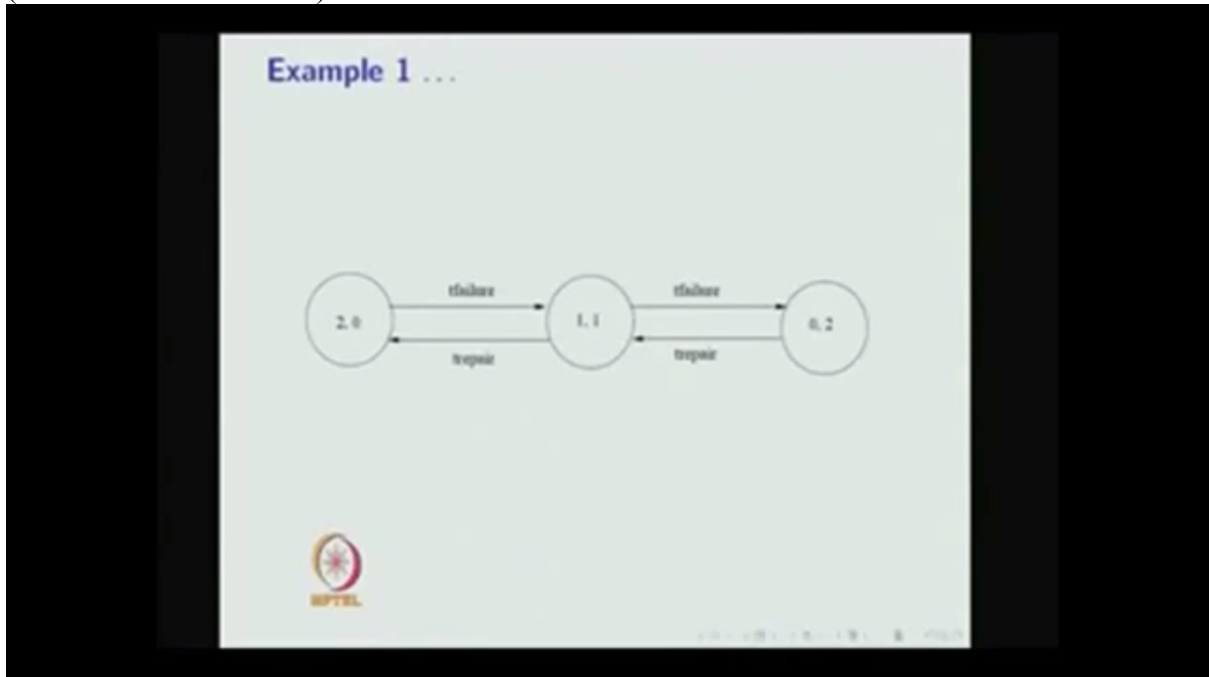 Example 1 ...
tfailure
tfailure
2, 0
1, 1
0, 2
trepair
trepair
NPTEL